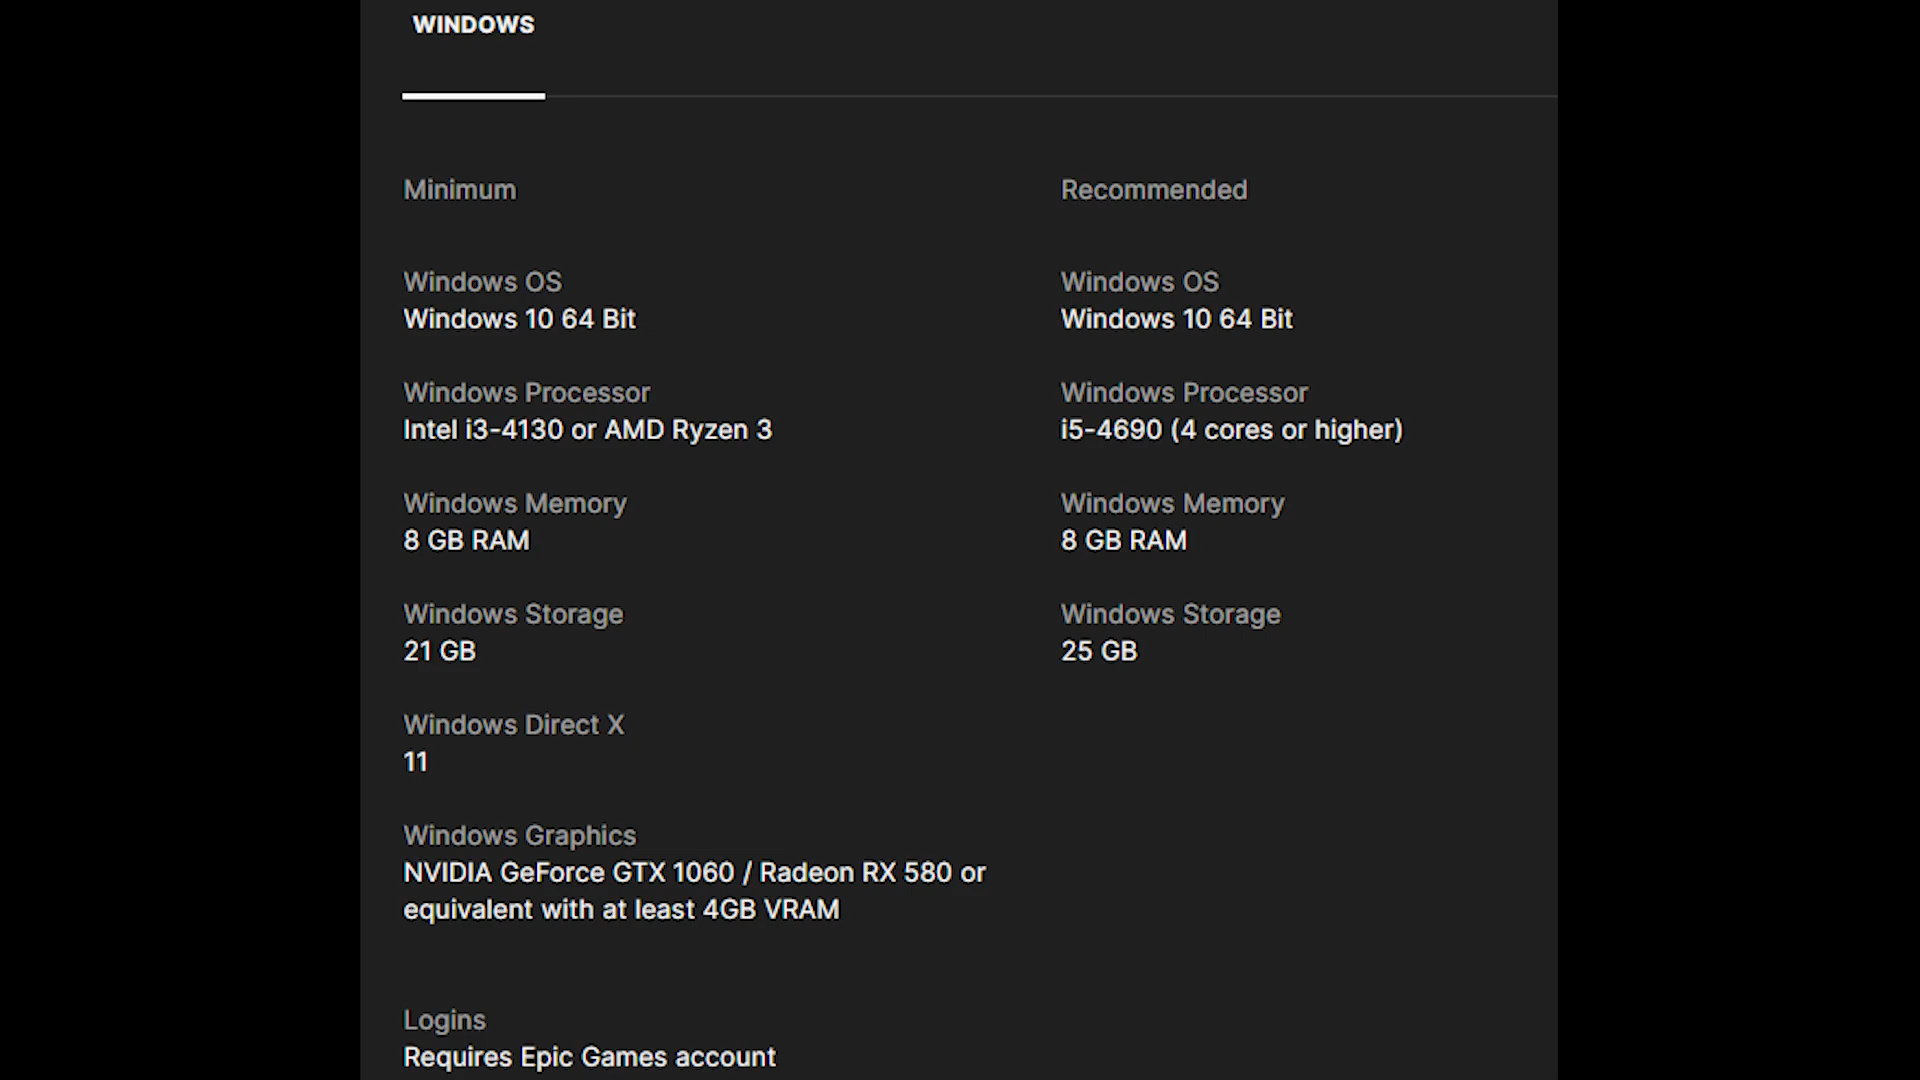 WINDOWS
Minimum
Windows OS
Windows 10 64 Bit
Windows Processor
Intel i3-4130 or AMD Ryzen 3
Windows Memory
8 GB RAM
Windows Storage
21 GB
Windows Direct X
11
Windows Graphics
NVIDIA GeForce GTX 1060 / Radeon RX 580 or
equivalent with at least 4GB VRAM
Logins
Requires Epic Games account
Recommended
Windows OS
Windows 10 64 Bit
Windows Processor
i5-4690 (4 cores or higher)
Windows Memory
8 GB RAM
Windows Storage
25 GB